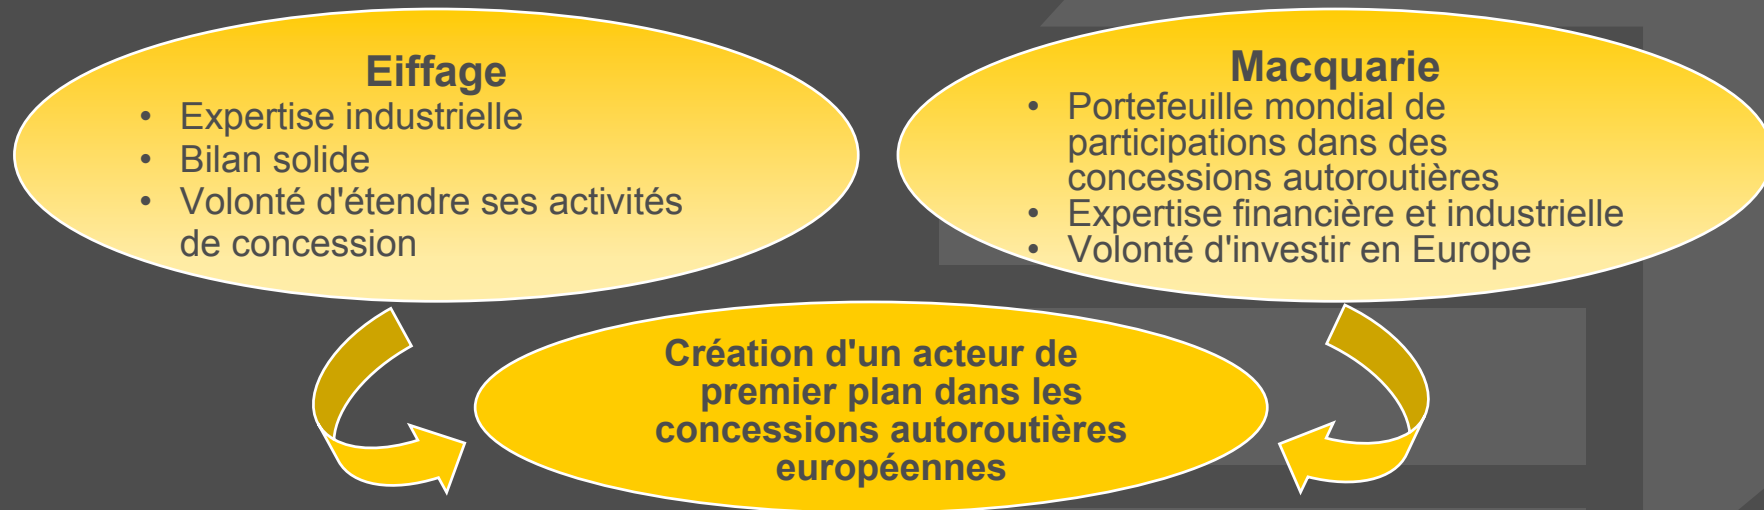 Eiffage
• Expertise industrielle
• Bilan solide
• Volonté d'étendre ses activités
de concession
Macquarie
• Portefeuille mondial de
participations dans des
concessions autoroutières
• Expertise financière et industrielle
• Volonté d'investir en Europe
Création d'un acteur de
premier plan dans les
concessions autoroutières
européennes